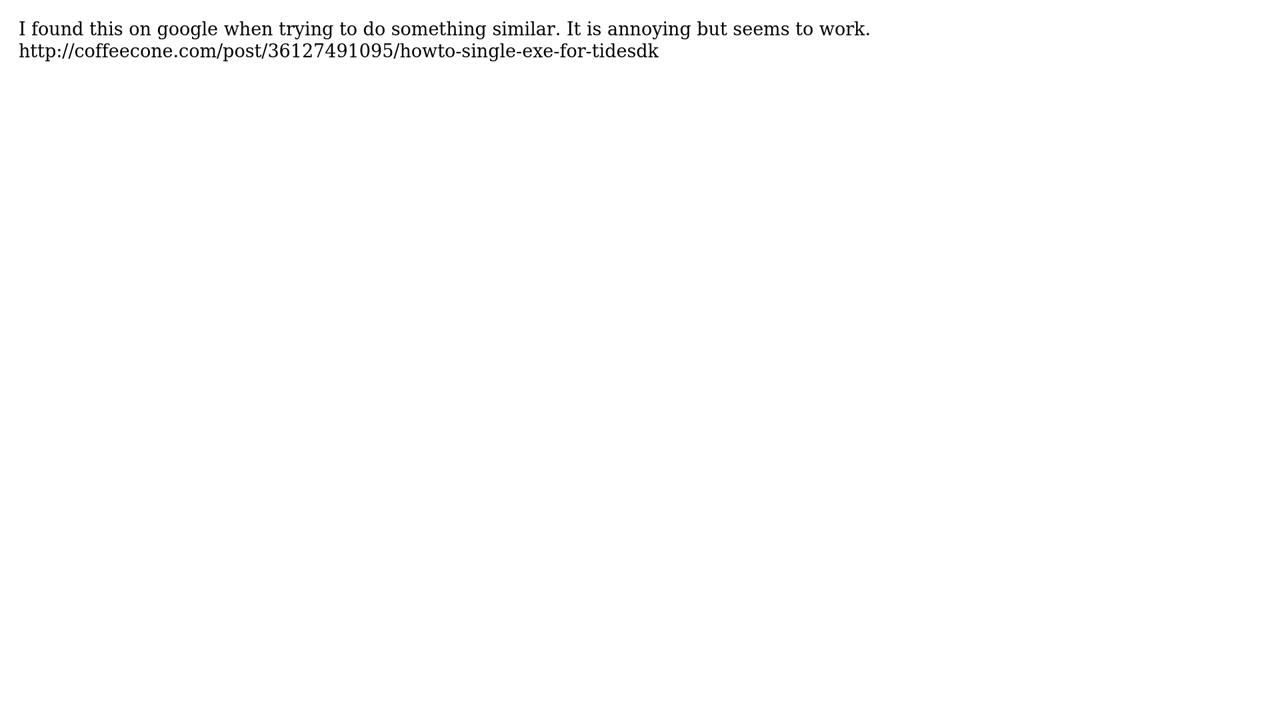 I found this on google when trying to do something similar. It is annoying but seems to work.
http://coffeecone.com/post/36127491095/howto-single-exe-for-tidesdk